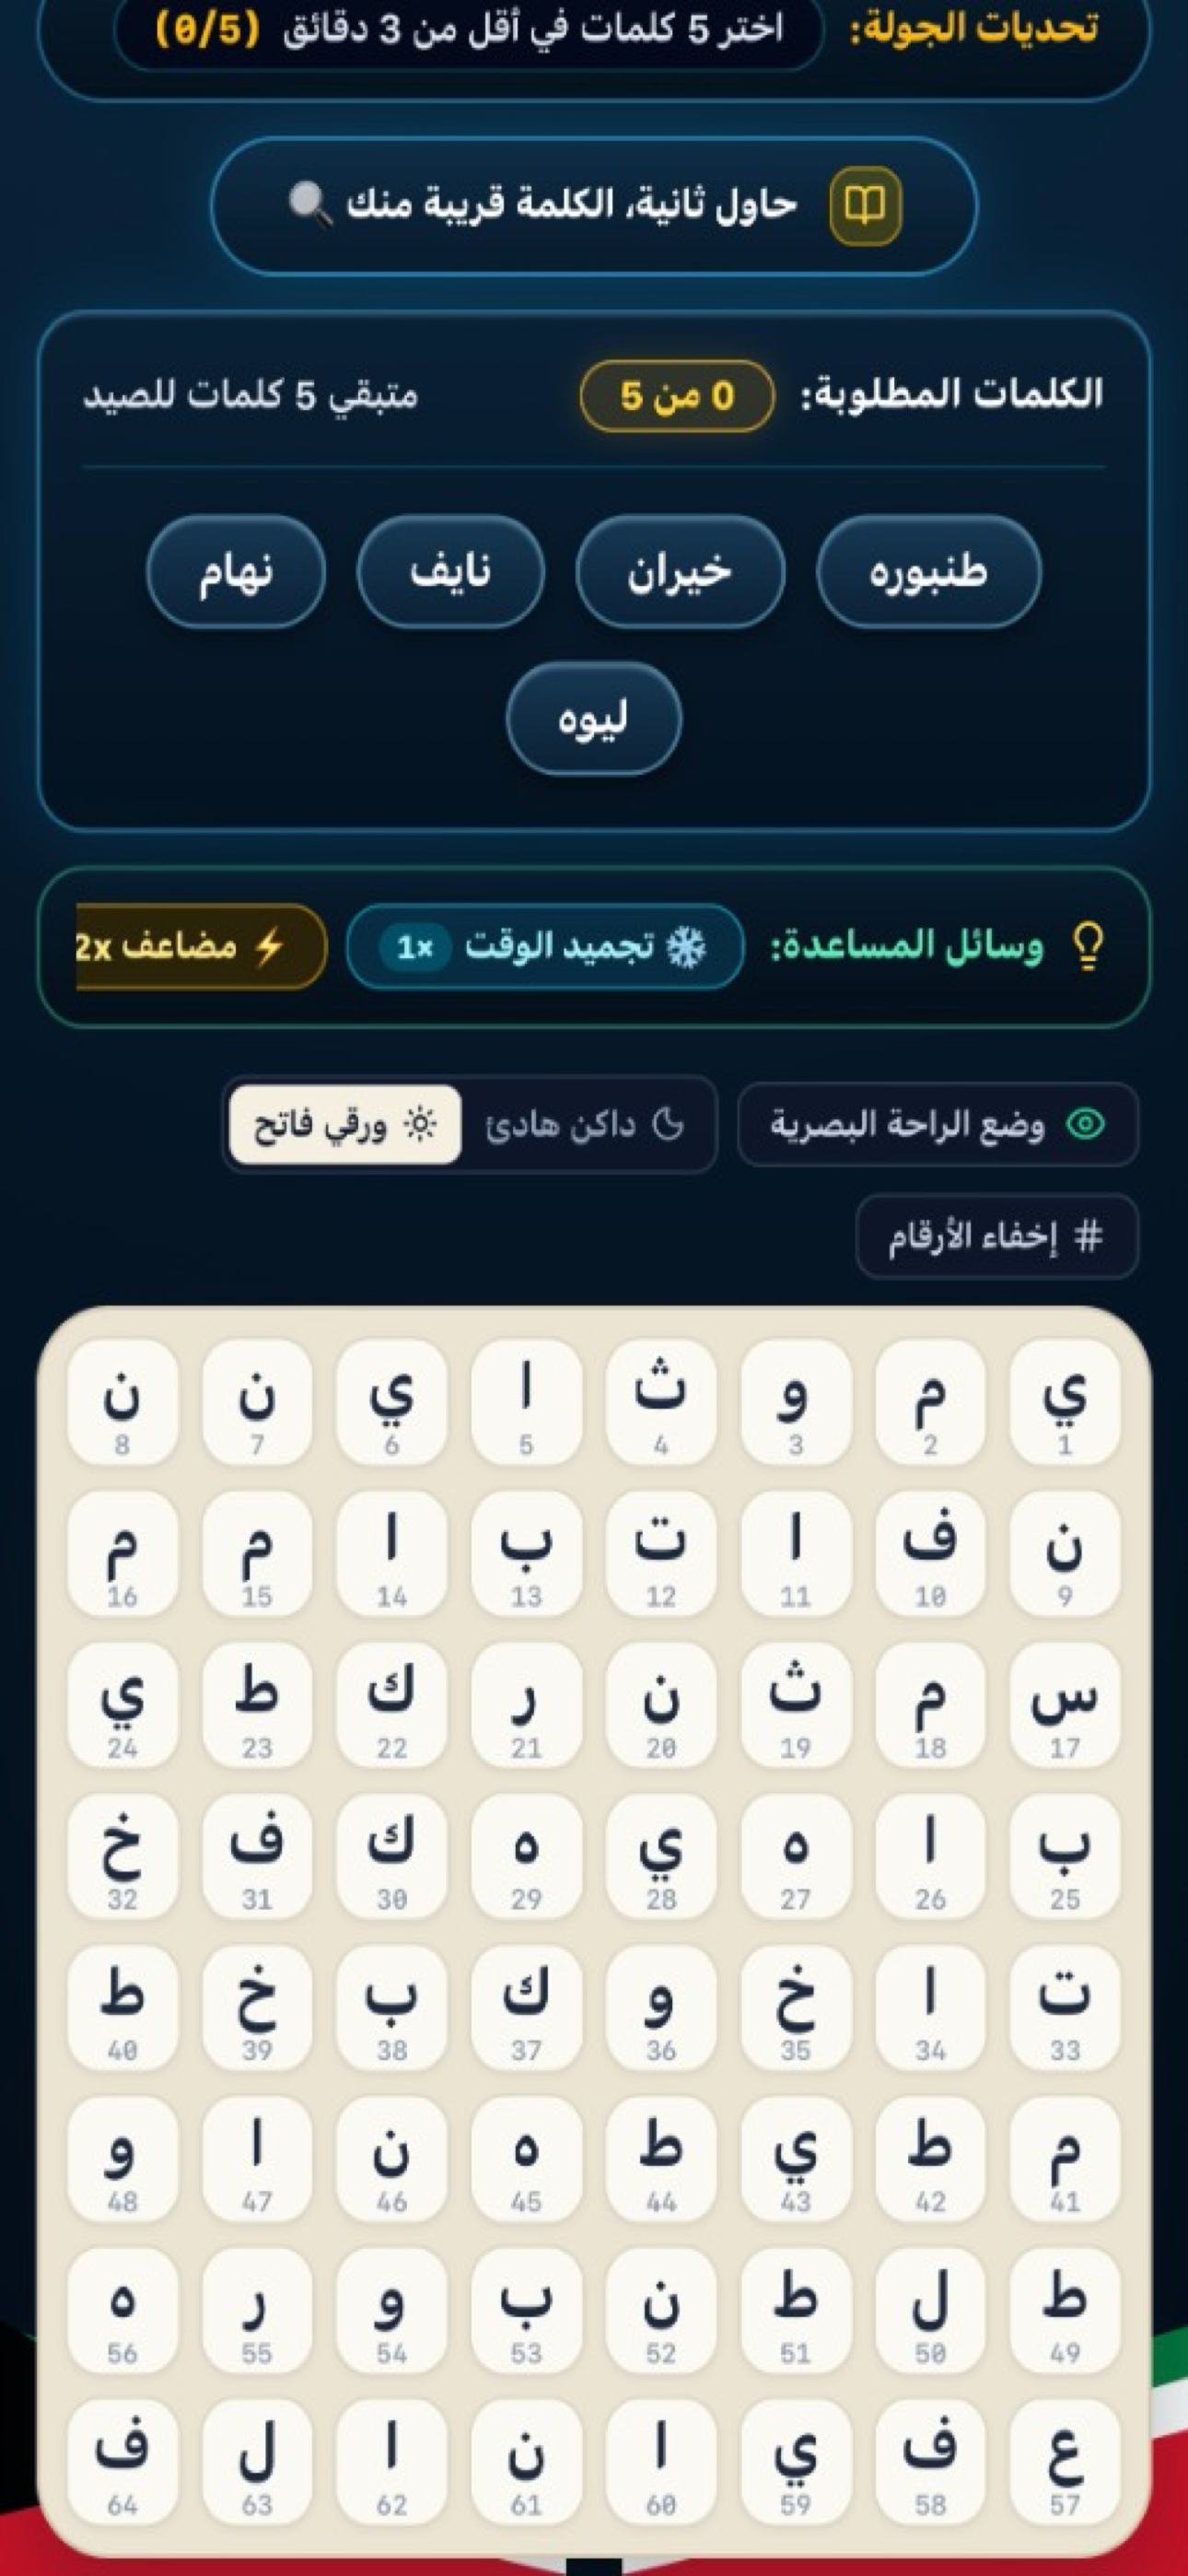 تحديات الجولة: اختر 5 كلمات في أقل من 3 دقائق (0/5)
حاول ثانية، الكلمة قريبة منك
الكلمات المطلوبة: 0 من 5 متبقي 5 كلمات للصيد
طنبوره خيران نايف نهام
ليوه
وسائل المساعدة: تجميد الوقت 1x مضاعف 2x
وضع الراحة البصرية داكن هادئ ورقي فاتح
# إخفاء الأرقام
ي م و ث ا ي ن ن
1 2 3 4 5 6 7 8
ن ف ا ت ب ا م م
9 10 11 12 13 14 15 16
س م ث ن ر ك ط ي
17 18 19 20 21 22 23 24
ب ا ه ي ه ك ف خ
25 26 27 28 29 30 31 32
ت ا خ و ك ب خ ط
33 34 35 36 37 38 39 40
م ط ي ط ه ن ا و
41 42 43 44 45 46 47 48
ط ل ط ن ب و ر ه
49 50 51 52 53 54 55 56
ع ف ي ا ن ا ل ف
57 58 59 60 61 62 63 64